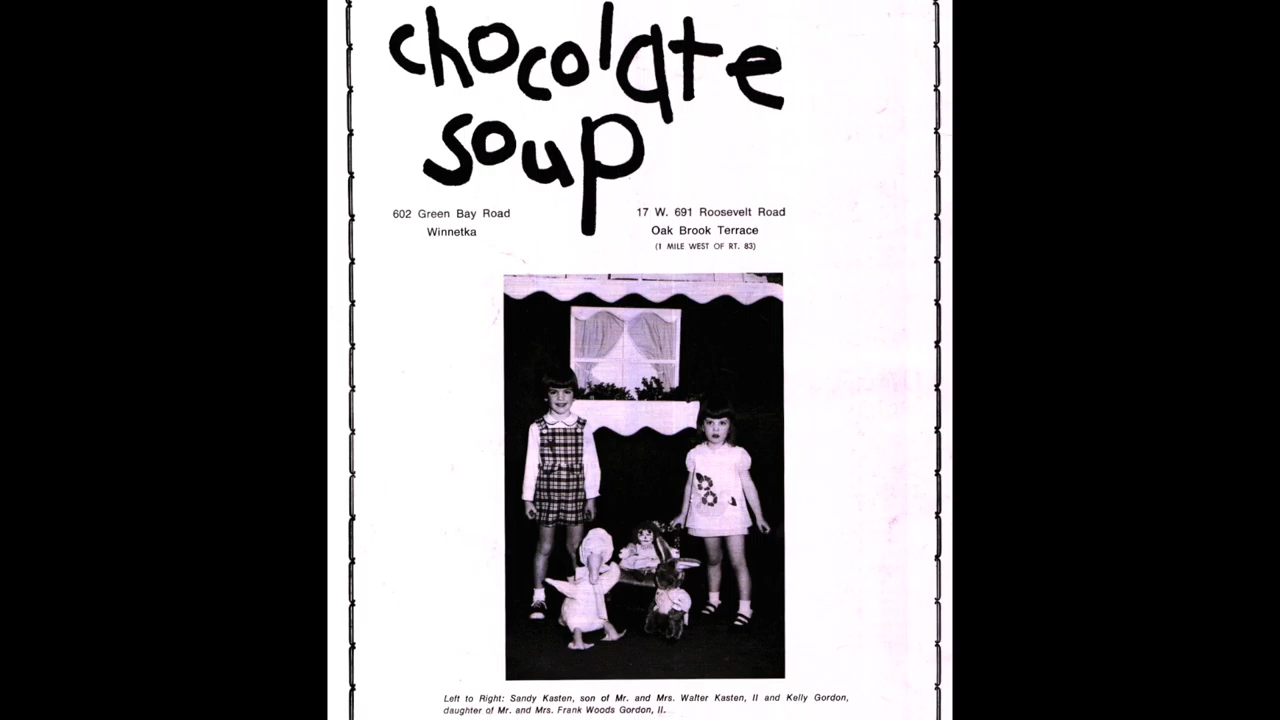 chocolate
soup
602 Green Bay Road
Winnetka
17 W. 691 Roosevelt Road
Oak Brook Terrace
(1 MILE WEST OF RT. 83)
Left to Right: Sandy Kasten, son of Mr. and Mrs. Walter Kasten, II and Kelly Gordon,
daughter of Mr. and Mrs. Frank Woods Gordon, II.